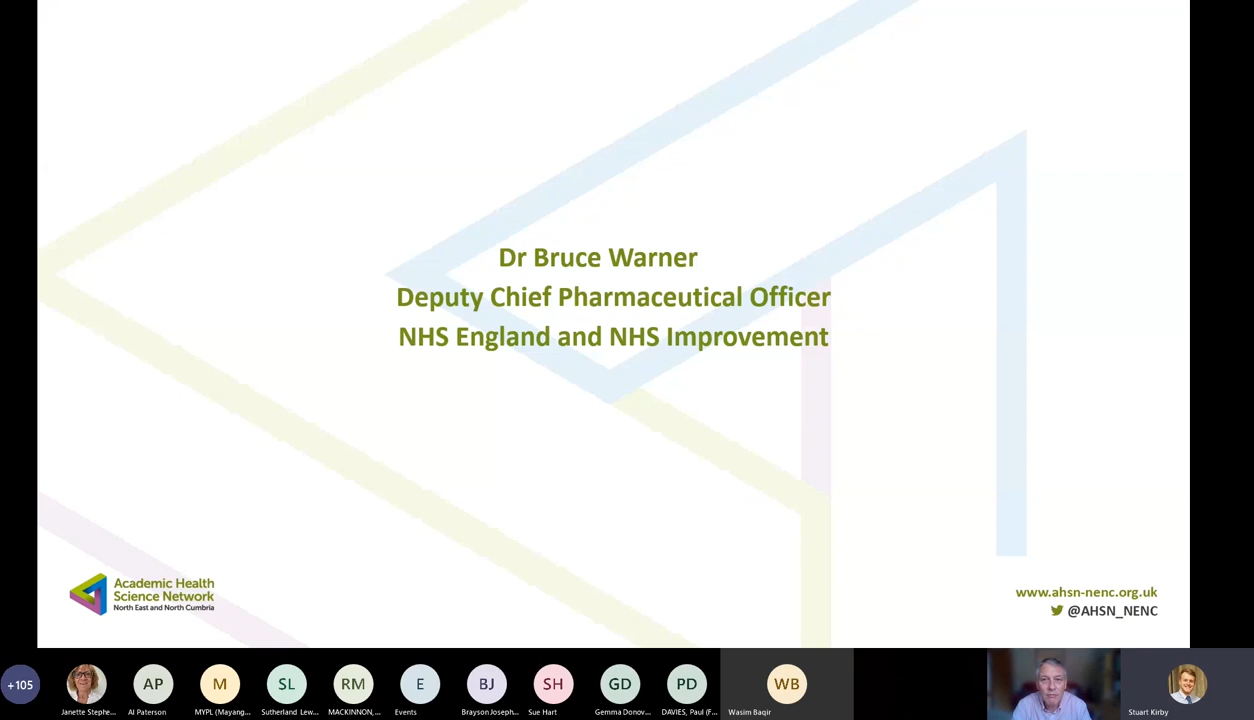 Dr Bruce Warner
Deputy Chief Pharmaceutical Officer
NHS England and NHS Improvement
Academic Health
Science Network
North East and North Cumbria
www.ahsn-nenc.org.uk
@AHSN_NENC
+105
AP
M
SL
RM
E
BJ
SH
GD
PD
WB
Janette Stephe...
Al Paterson
MYPL (Mayang...
Sutherland Lew...
MACKINNON,...
Events
Brayson Joseph...
Sue Hart
Gemma Donov...
DAVIES, Paul (F...
Wasim Baqir
Stuart Kirby